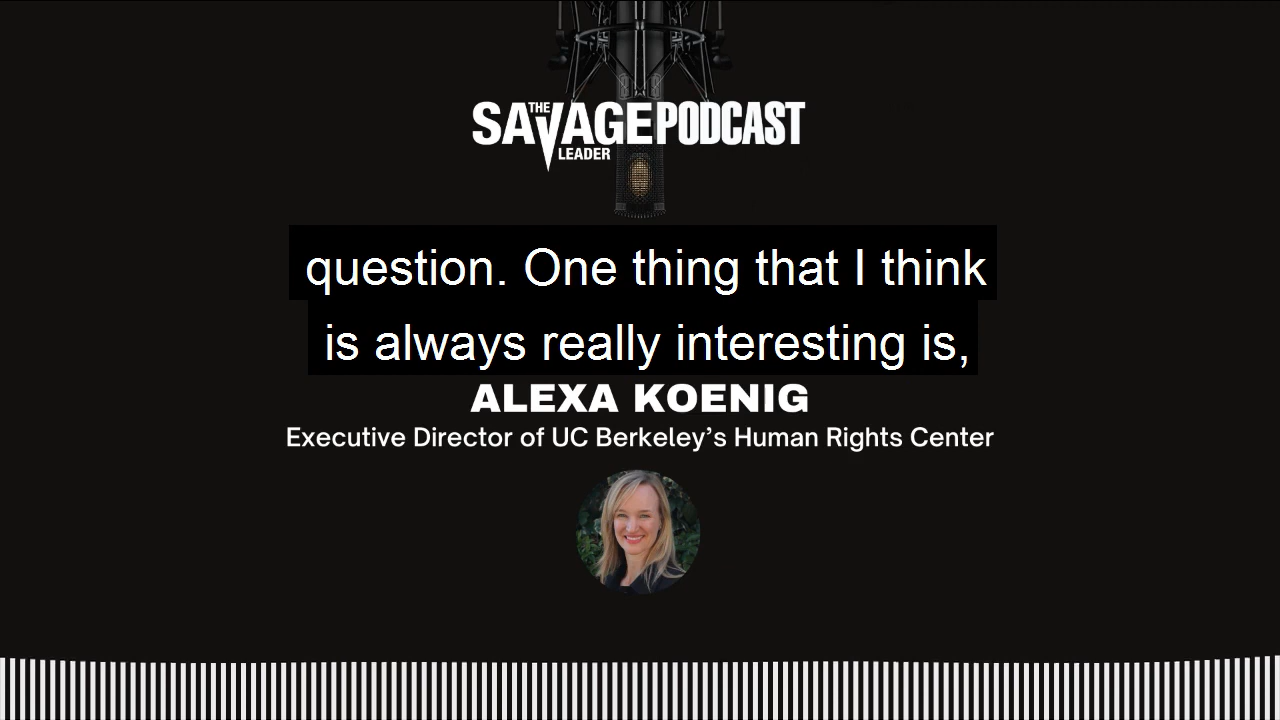 THE
SAVAGE PODCAST
LEADER
question. One thing that I think
is always really interesting is,
ALEXA KOENIG
Executive Director of UC Berkeley’s Human Rights Center